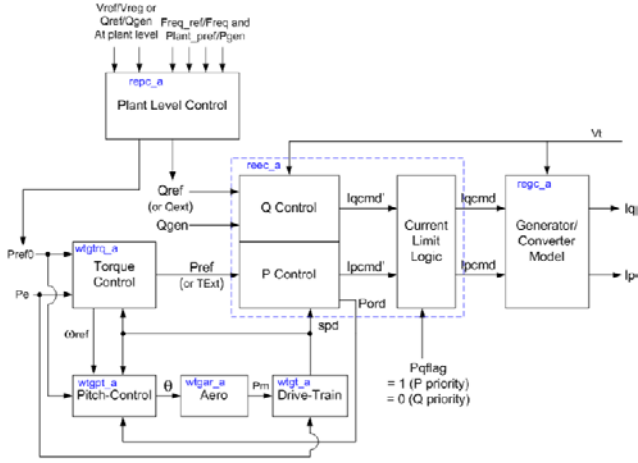 Vref/Vreg or
Qref/Qgen
At plant level
Freq_ref/Freq and
Plant_pref/Pgen
repc_a
Plant Level Control
Vt
reec_a
regc_a
Qref
(or Qext)
Qgen
Q Control
Iqcmd'
Current
Limit
Logic
Iqcmd
Generator/
Converter
Model
Pref0
wtgtrq_a
Torque
Control
Pref
(or TExt)
P Control
Ipcmd'
Ipcmd
Pe
Pord
ωref
spd
Pqflag
= 1 (P priority)
= 0 (Q priority)
wtgpt_a
Pitch-Control
θ
wtgar_a
Aero
Pm
wtgt_a
Drive-Train